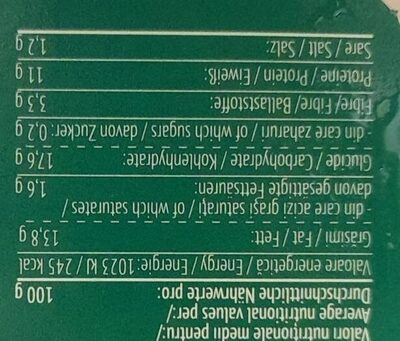 Valori nutriționale medii pentru:/
Average nutritional values per:/
Durchschnittliche Nährwerte pro: 100 g
Valoare energetică / Energy / Energie: 1023 kJ / 245 kcal
Grăsimi / Fat / Fett: 13,8 g
- din care acizi grași saturați / of which saturates /
davon gesättigte Fettsäuren: 1,6 g
Glucide / Carbohydrate / Kohlenhydrate: 17,6 g
- din care zaharuri / of which sugars / davon Zucker: 0,2 g
Fibre/ Fibre/ Ballaststoffe: 3,3 g
Proteine / Protein / Eiweiß: 11 g
Sare / Salt / Salz: 1,2 g